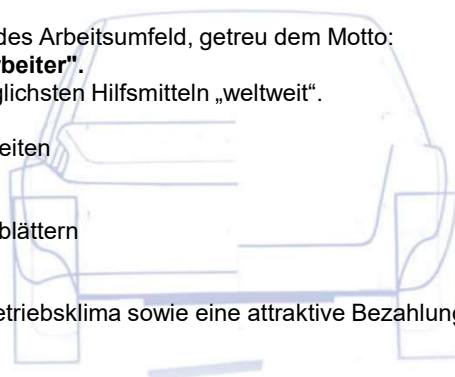 des Arbeitsumfeld, getreu dem Motto:
rbeiter".
glichsten Hilfsmitteln „weltweit“.
eiten
blättern
etriebsklima sowie eine attraktive Bezahlung